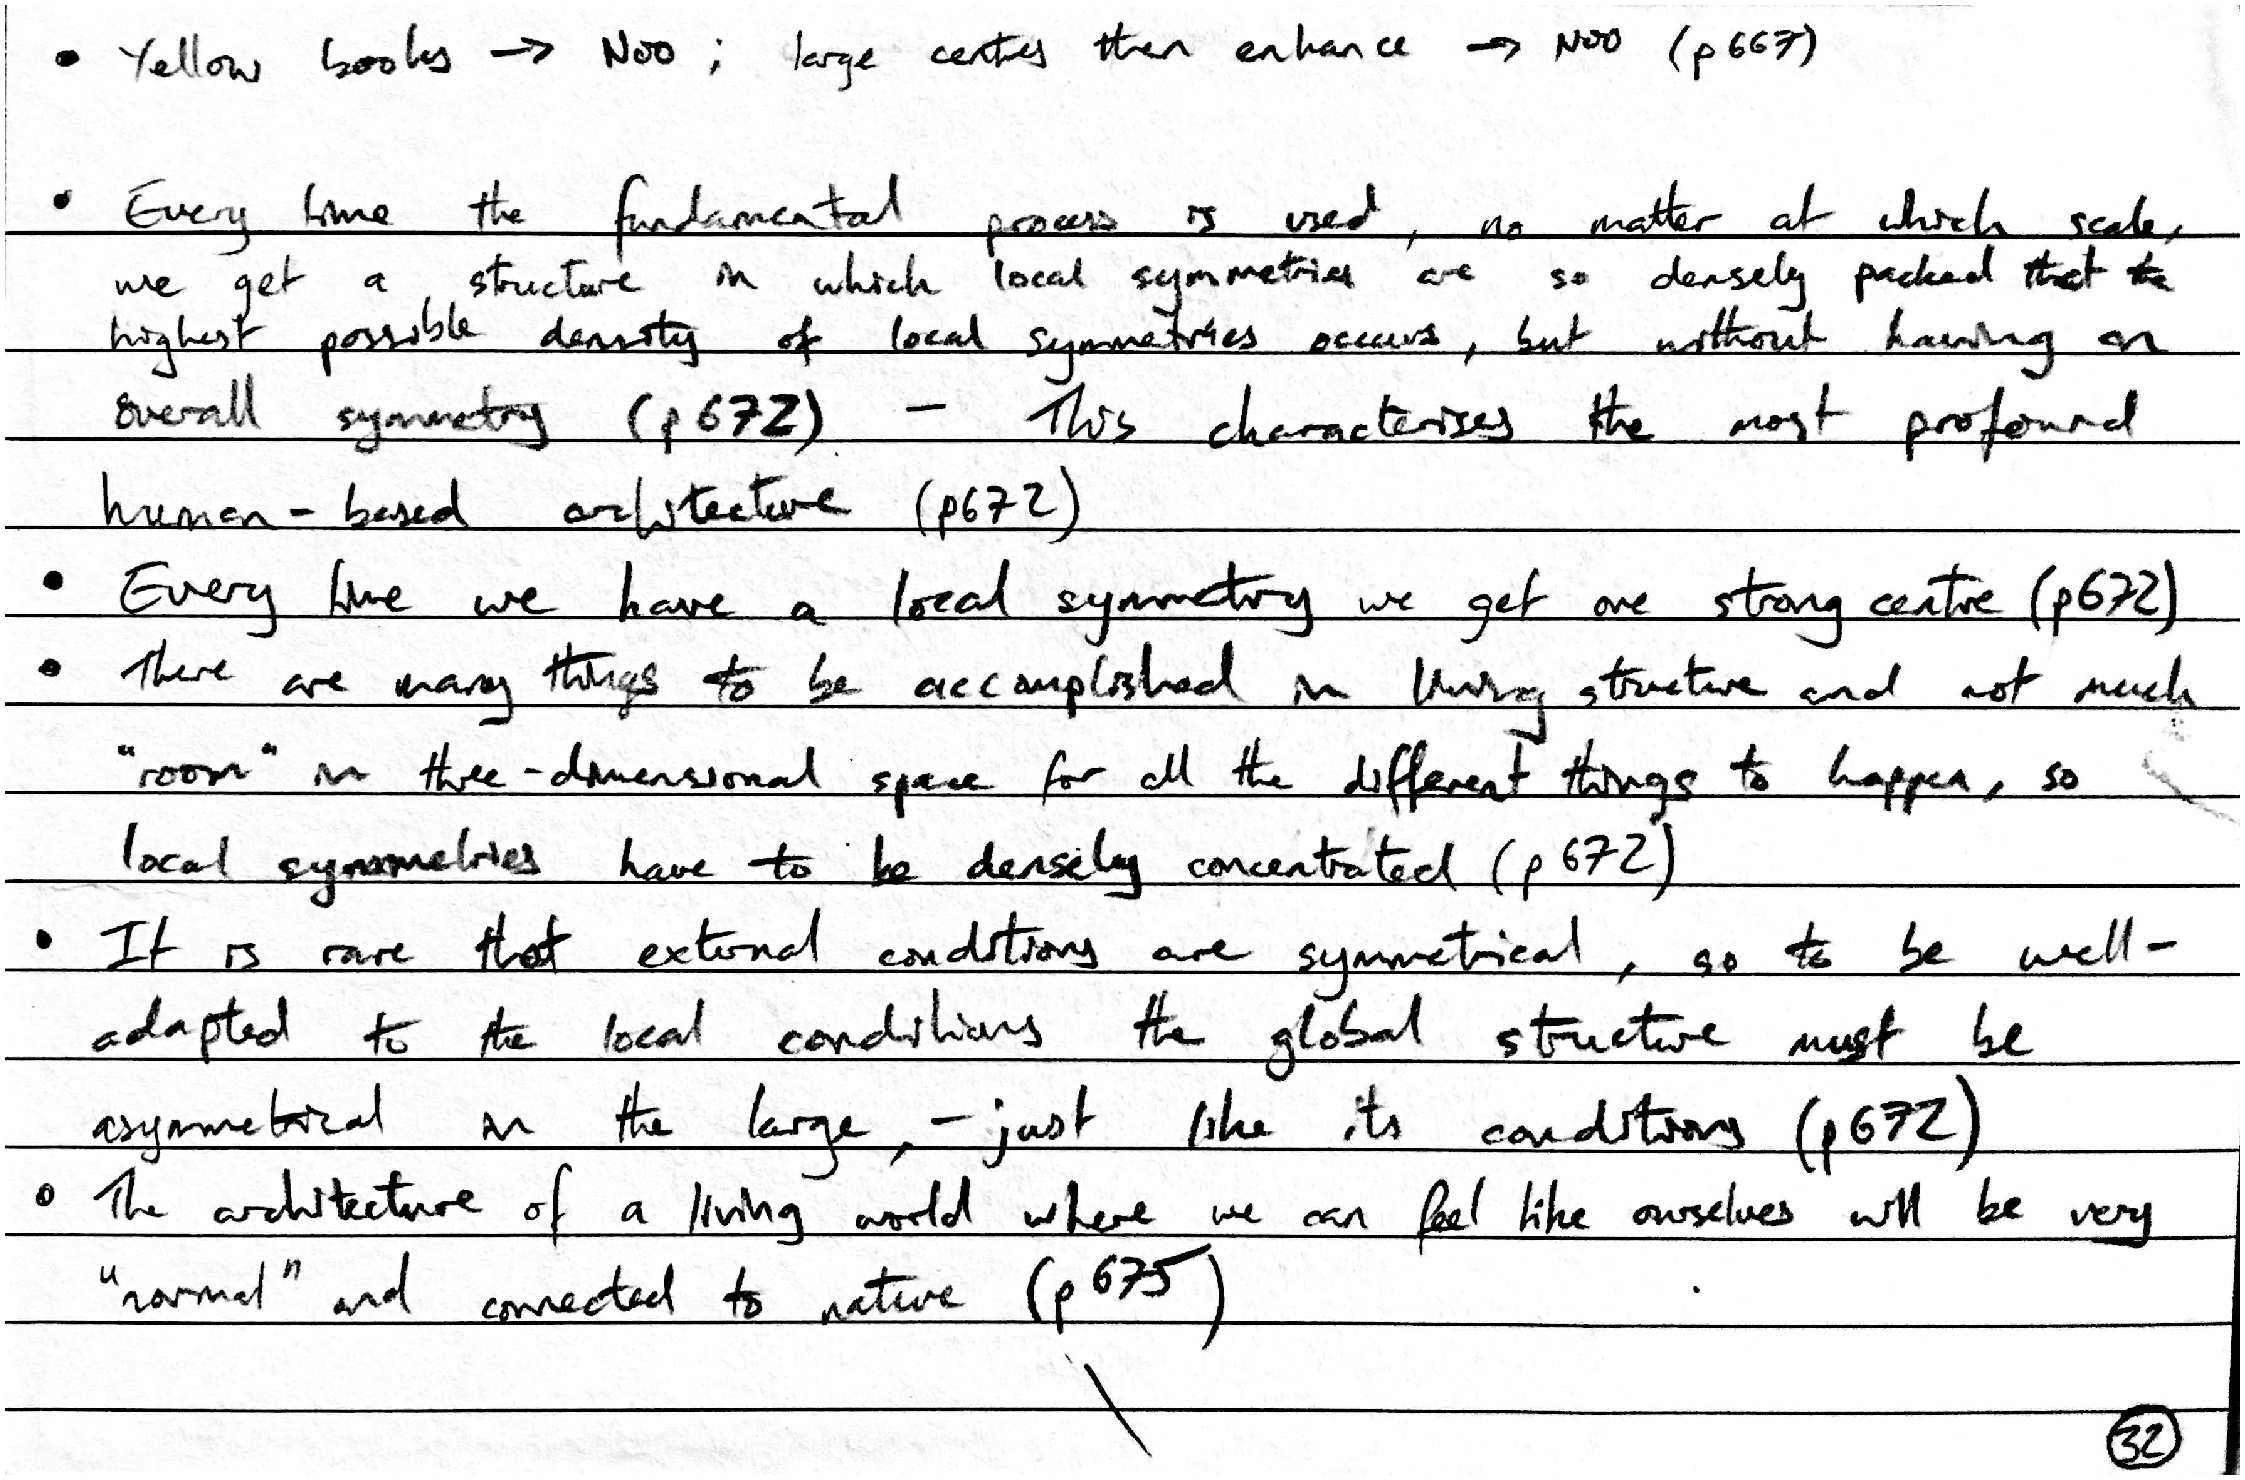 • Yellow books → Noo ; large centres then enhance → Noo (p667)
• Every time the fundamental process is used, no matter at which scale,
we get a structure in which local symmetries are so densely packed that the
highest possible density of local symmetries occurs, but without having an
overall symmetry (p672) – This characterises the most profound
human-based architecture (p672)
• Every time we have a local symmetry we get one strong centre (p672)
• There are many things to be accomplished in living structure and not much
"room" in three-dimensional space for all the different things to happen, so
local symmetries have to be densely concentrated (p672)
• It is rare that external conditions are symmetrical, so to be well-
adapted to the local conditions the global structure must be
asymmetrical in the large, – just like its conditions (p672)
• The architecture of a living world where we can feel like ourselves will be very
"normal" and connected to nature (p675)
32